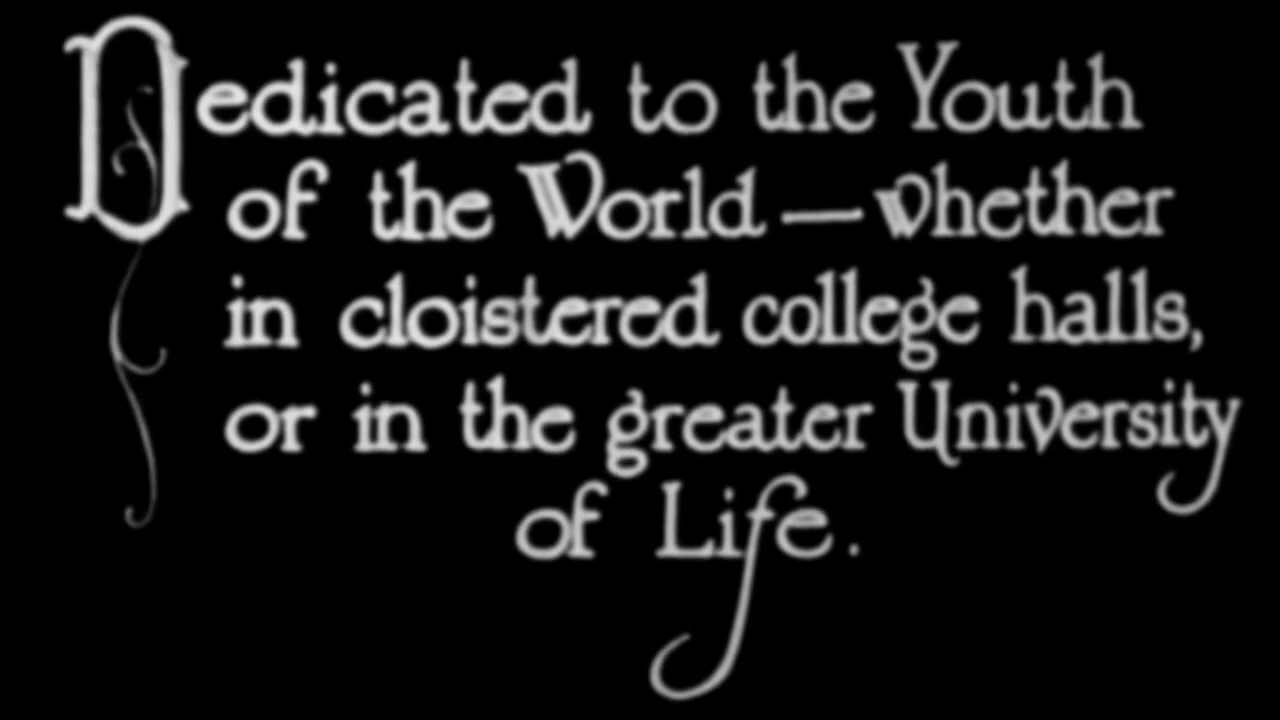 Dedicated to the Youth
of the World — whether
in cloistered college halls,
or in the greater University
of Life.